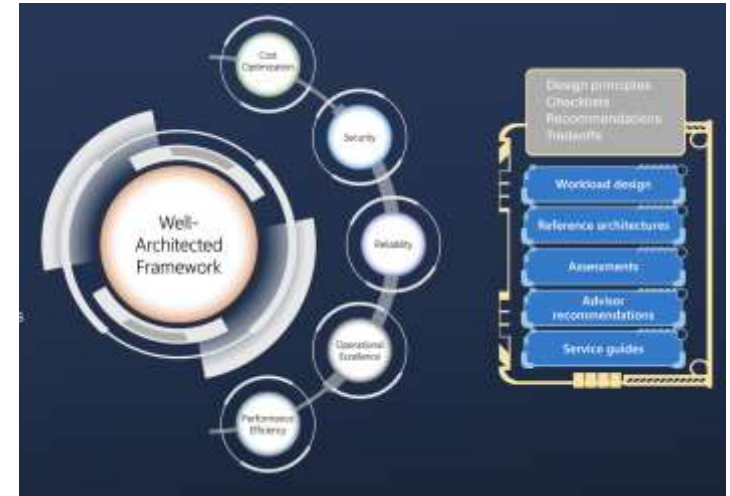 Cost
Optimization
Security
Well-
Architected
Framework
Reliability
Operational
Excellence
Performance
Efficiency
s
Design principles
Checklists
Recommendations
Tradeoffs
Workload design
Reference architectures
Assessments
Advisor
recommendations
Service guides